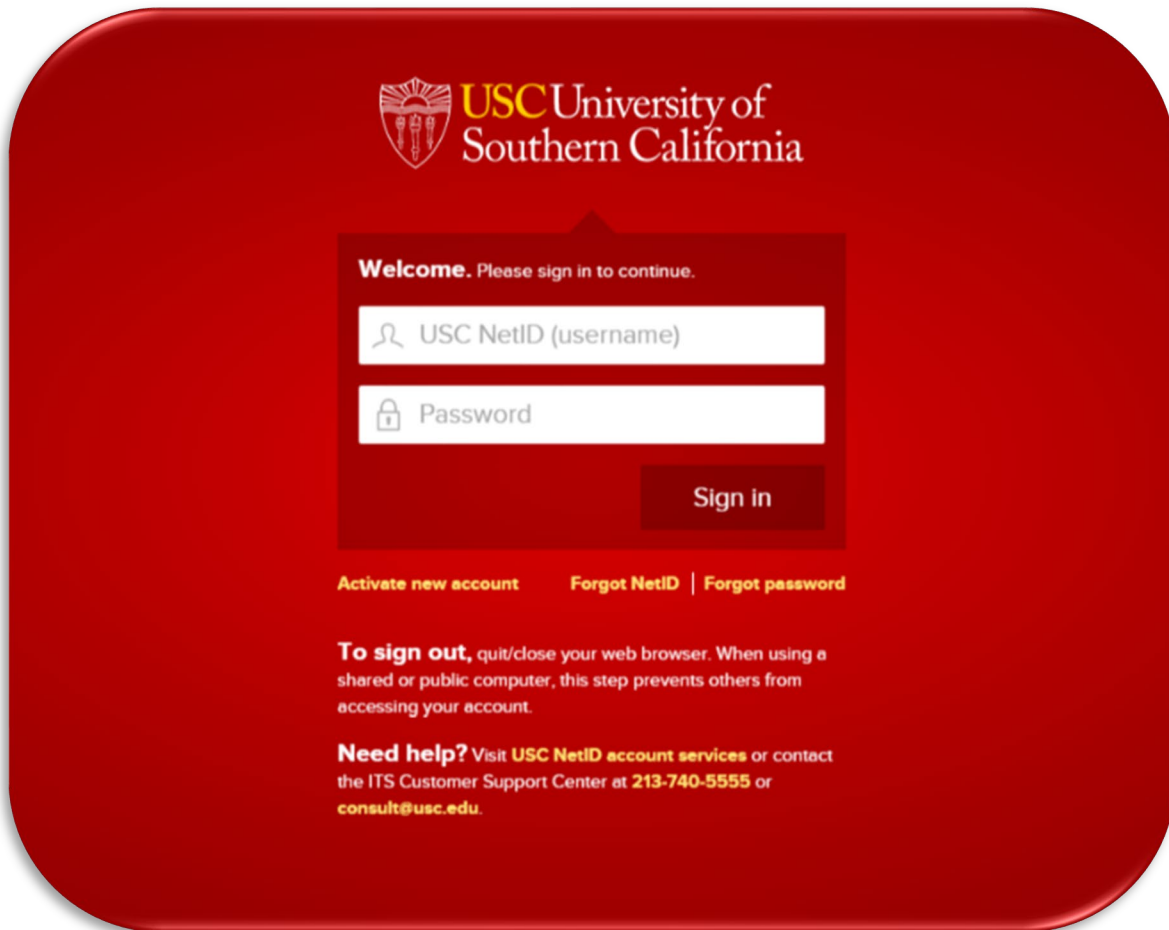 USC University of
Southern California
Welcome. Please sign in to continue.
USC NetID (username)
Password
Sign in
Activate new account Forgot NetID | Forgot password
To sign out, quit/close your web browser. When using a
shared or public computer, this step prevents others from
accessing your account.
Need help? Visit USC NetID account services or contact
the ITS Customer Support Center at 213-740-5555 or
consult@usc.edu.